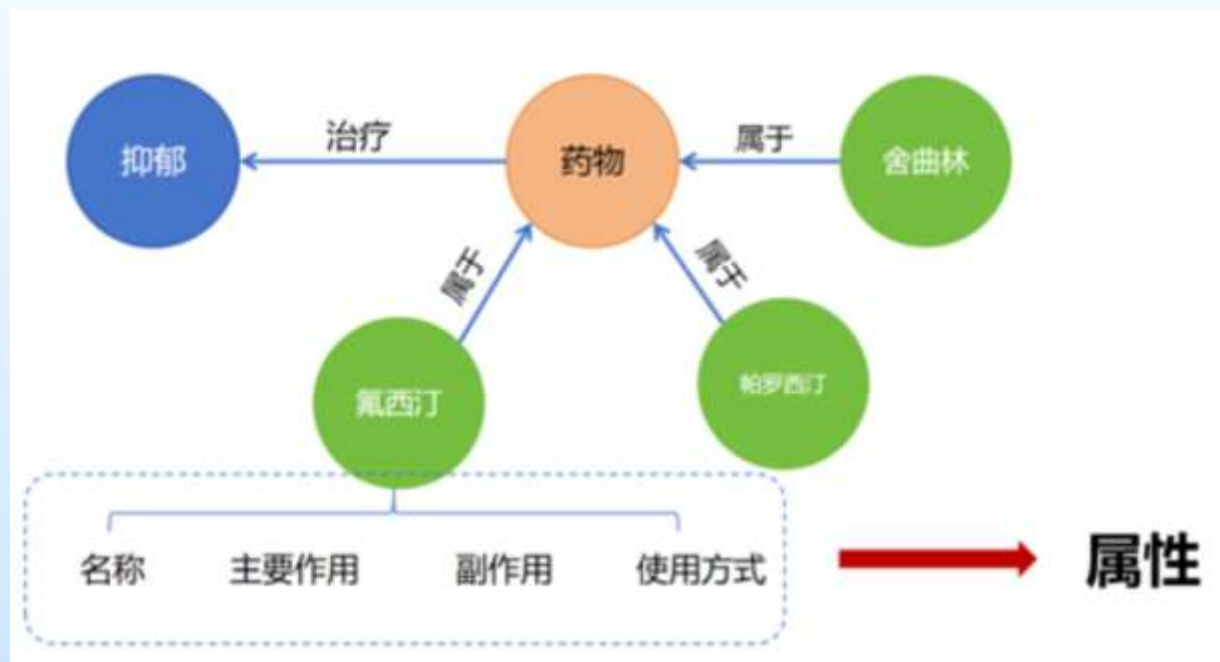 抑郁
治疗
药物
属于
舍曲林
属于
属于
氟西汀
帕罗西汀
名称 主要作用 副作用 使用方式
属性